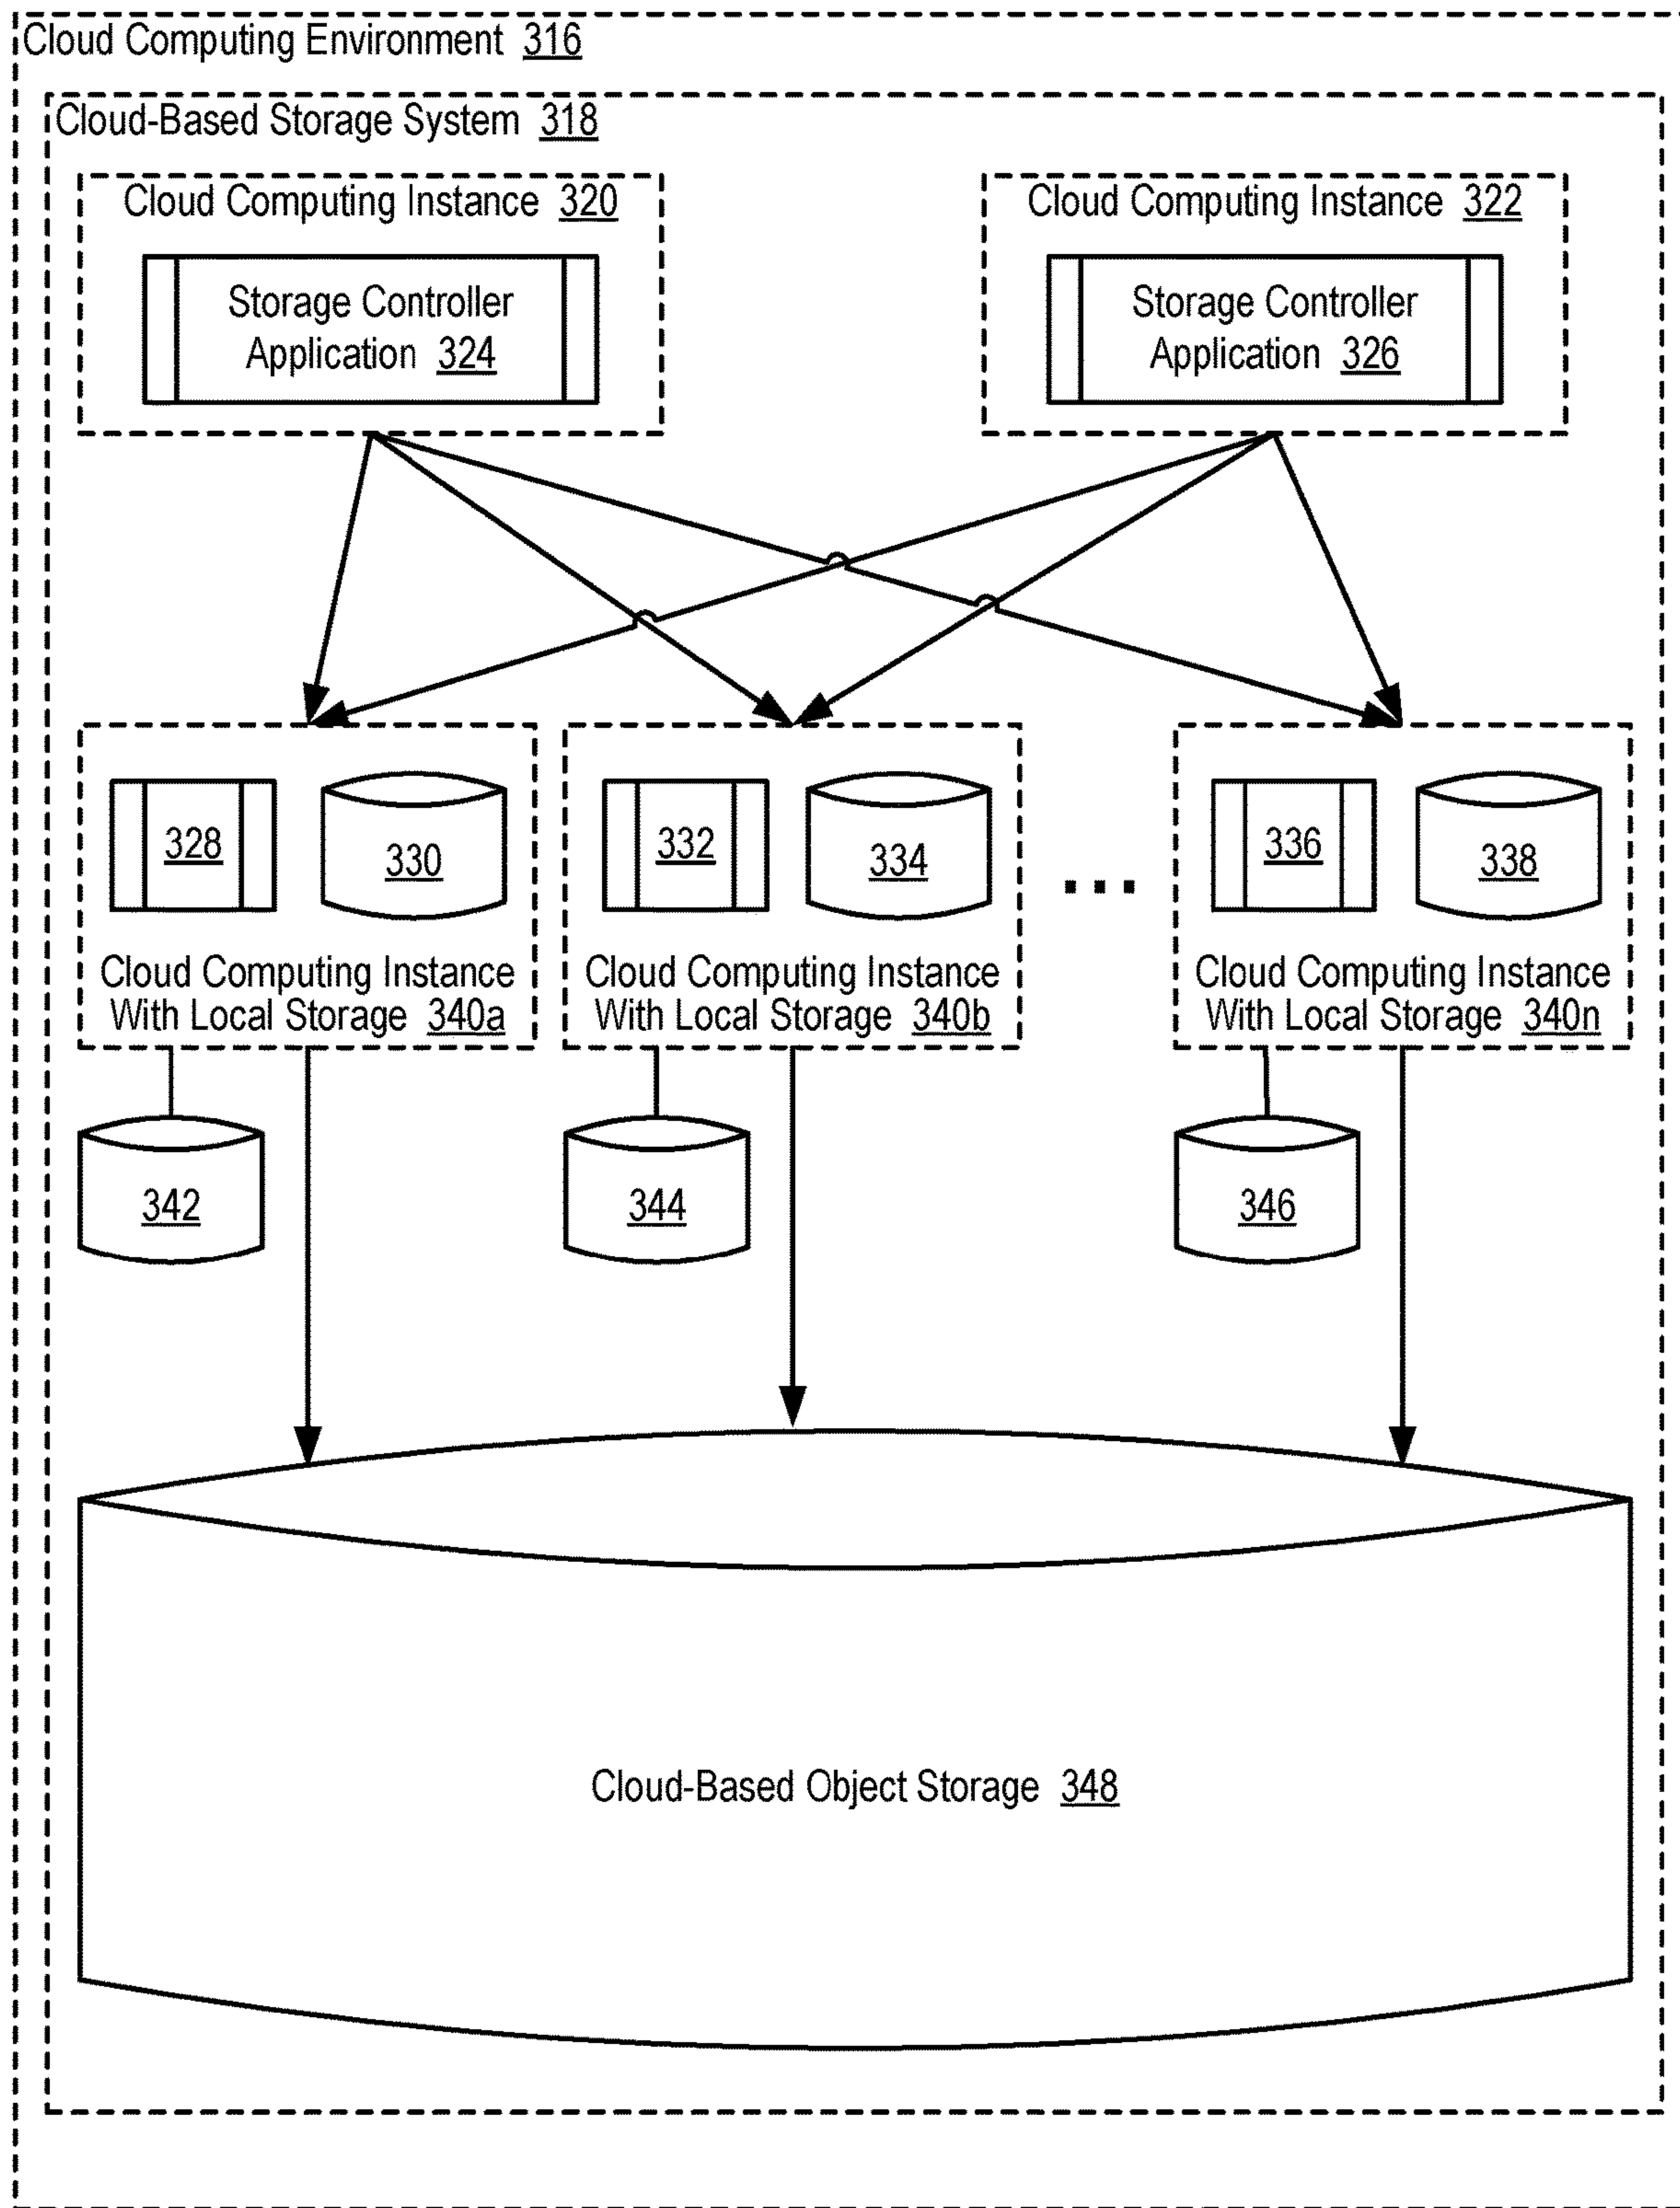 Cloud Computing Environment 316
Cloud-Based Storage System 318
Cloud Computing Instance 320
Storage Controller
Application 324
Cloud Computing Instance 322
Storage Controller
Application 326
328
330
Cloud Computing Instance
With Local Storage 340a
332
334
Cloud Computing Instance
With Local Storage 340b
...
336
338
Cloud Computing Instance
With Local Storage 340n
342
344
346
Cloud-Based Object Storage 348